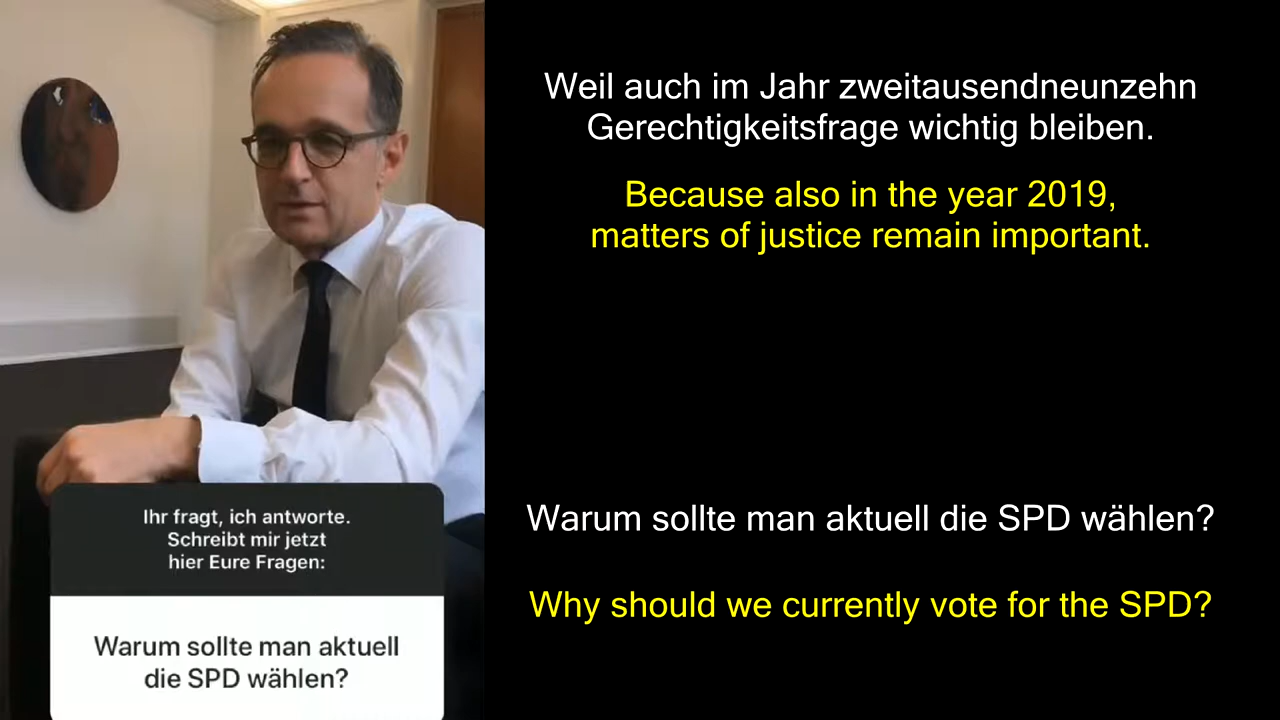 Weil auch im Jahr zweitausendneunzehn
Gerechtigkeitsfrage wichtig bleiben.
Because also in the year 2019,
matters of justice remain important.
Ihr fragt, ich antworte.
Schreibt mir jetzt
hier Eure Fragen:
Warum sollte man aktuell
die SPD wählen?
Warum sollte man aktuell die SPD wählen?
Why should we currently vote for the SPD?